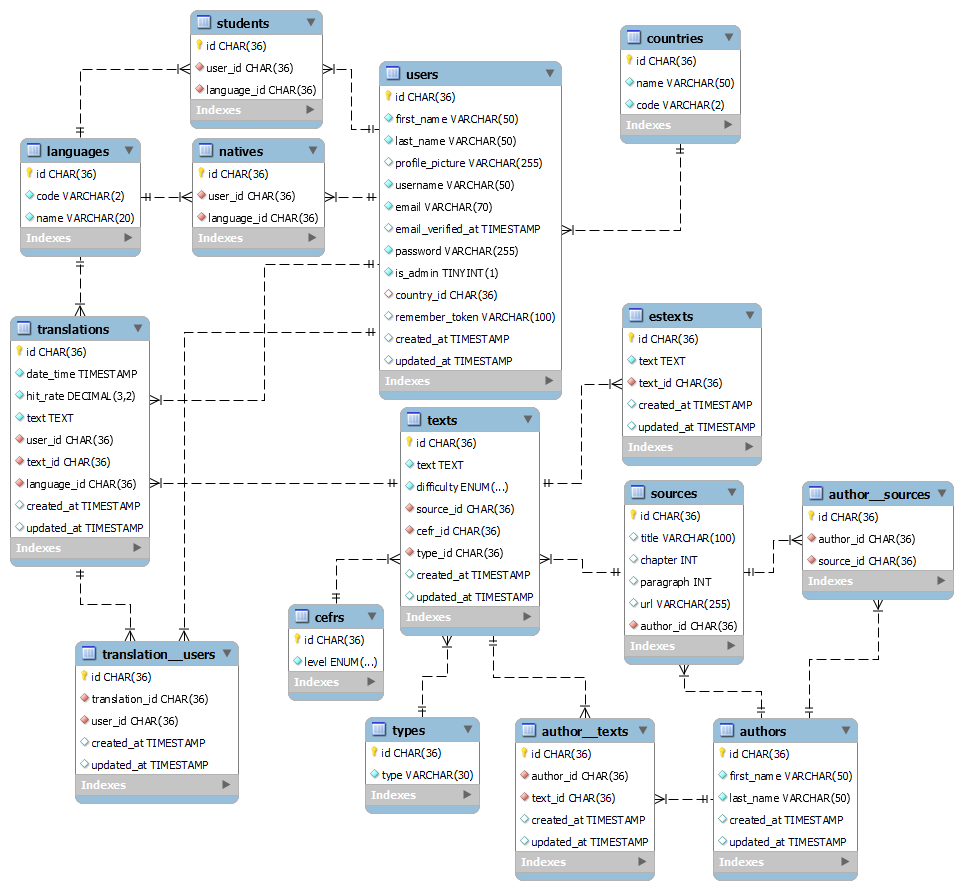 students
id CHAR(36)
user_id CHAR(36)
language_id CHAR(36)
Indexes
countries
id CHAR(36)
name VARCHAR(50)
code VARCHAR(2)
Indexes
users
id CHAR(36)
first_name VARCHAR(50)
last_name VARCHAR(50)
profile_picture VARCHAR(255)
username VARCHAR(50)
email VARCHAR(70)
email_verified_at TIMESTAMP
password VARCHAR(255)
is_admin TINYINT(1)
country_id CHAR(36)
remember_token VARCHAR(100)
created_at TIMESTAMP
updated_at TIMESTAMP
Indexes
languages
id CHAR(36)
code VARCHAR(2)
name VARCHAR(20)
Indexes
natives
id CHAR(36)
user_id CHAR(36)
language_id CHAR(36)
Indexes
translations
id CHAR(36)
date_time TIMESTAMP
hit_rate DECIMAL(3,2)
text TEXT
user_id CHAR(36)
text_id CHAR(36)
language_id CHAR(36)
created_at TIMESTAMP
updated_at TIMESTAMP
Indexes
estexts
id CHAR(36)
text TEXT
text_id CHAR(36)
created_at TIMESTAMP
updated_at TIMESTAMP
Indexes
texts
id CHAR(36)
text TEXT
difficulty ENUM(...)
source_id CHAR(36)
cefr_id CHAR(36)
type_id CHAR(36)
created_at TIMESTAMP
updated_at TIMESTAMP
Indexes
sources
id CHAR(36)
title VARCHAR(100)
chapter INT
paragraph INT
url VARCHAR(255)
author_id CHAR(36)
Indexes
author__sources
id CHAR(36)
author_id CHAR(36)
source_id CHAR(36)
Indexes
cefrs
id CHAR(36)
level ENUM(...)
Indexes
translation__users
id CHAR(36)
translation_id CHAR(36)
user_id CHAR(36)
created_at TIMESTAMP
updated_at TIMESTAMP
Indexes
types
id CHAR(36)
type VARCHAR(30)
Indexes
author__texts
id CHAR(36)
author_id CHAR(36)
text_id CHAR(36)
created_at TIMESTAMP
updated_at TIMESTAMP
Indexes
authors
id CHAR(36)
first_name VARCHAR(50)
last_name VARCHAR(50)
created_at TIMESTAMP
updated_at TIMESTAMP
Indexes